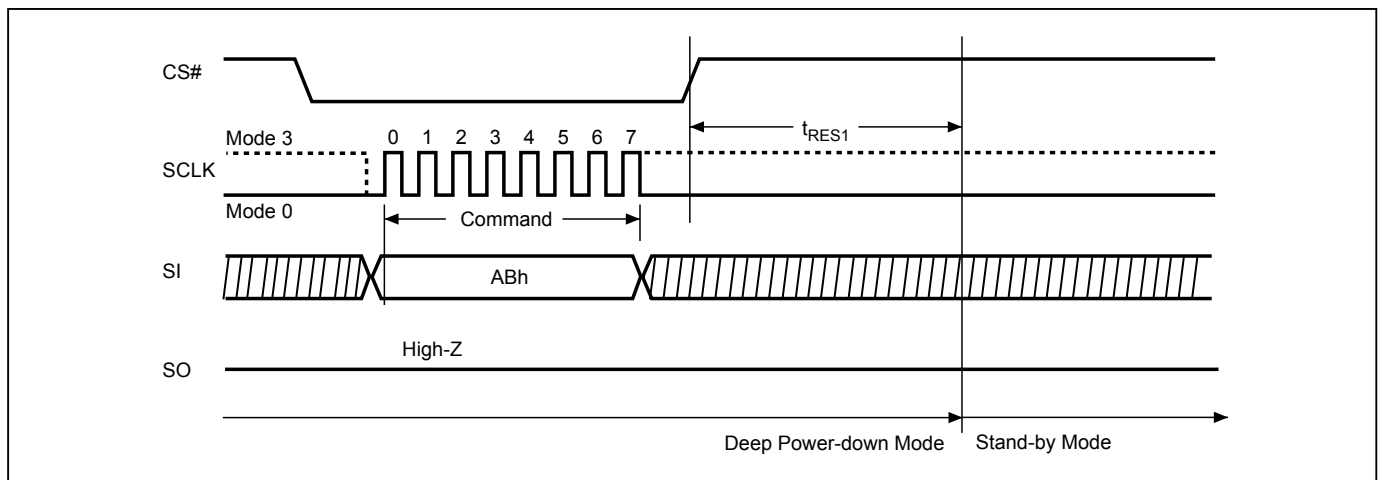 CS#
tRES1
Mode 3
0 1 2 3 4 5 6 7
SCLK
Mode 0
Command
SI
ABh
High-Z
SO
Deep Power-down Mode
Stand-by Mode